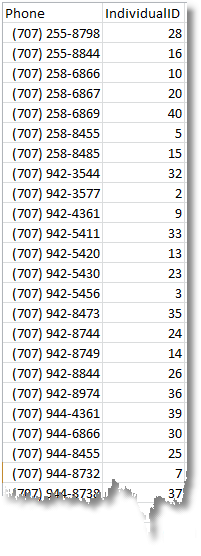 Phone IndividualID
(707) 255-8798 28
(707) 255-8844 16
(707) 258-6866 10
(707) 258-6867 20
(707) 258-6869 40
(707) 258-8455 5
(707) 258-8485 15
(707) 942-3544 32
(707) 942-3577 2
(707) 942-4361 9
(707) 942-5411 33
(707) 942-5420 13
(707) 942-5430 23
(707) 942-5456 3
(707) 942-8473 35
(707) 942-8744 24
(707) 942-8749 14
(707) 942-8844 26
(707) 942-8974 36
(707) 944-4361 39
(707) 944-6866 30
(707) 944-8455 25
(707) 944-8732 7
(707) 944-8738 37